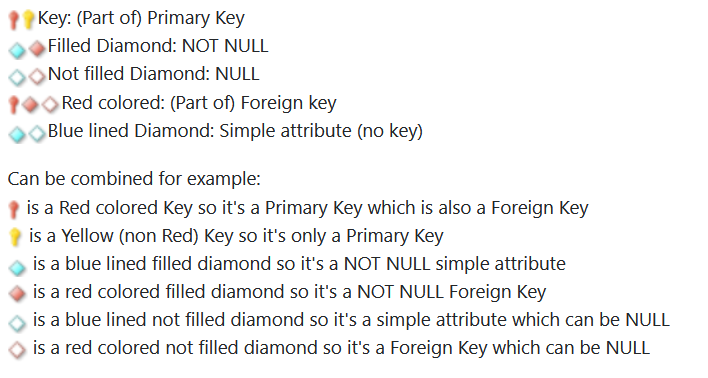 Key: (Part of) Primary Key
Filled Diamond: NOT NULL
Not filled Diamond: NULL
Red colored: (Part of) Foreign key
Blue lined Diamond: Simple attribute (no key)
Can be combined for example:
is a Red colored Key so it's a Primary Key which is also a Foreign Key
is a Yellow (non Red) Key so it's only a Primary Key
is a blue lined filled diamond so it's a NOT NULL simple attribute
is a red colored filled diamond so it's a NOT NULL Foreign Key
is a blue lined not filled diamond so it's a simple attribute which can be NULL
is a red colored not filled diamond so it's a Foreign Key which can be NULL